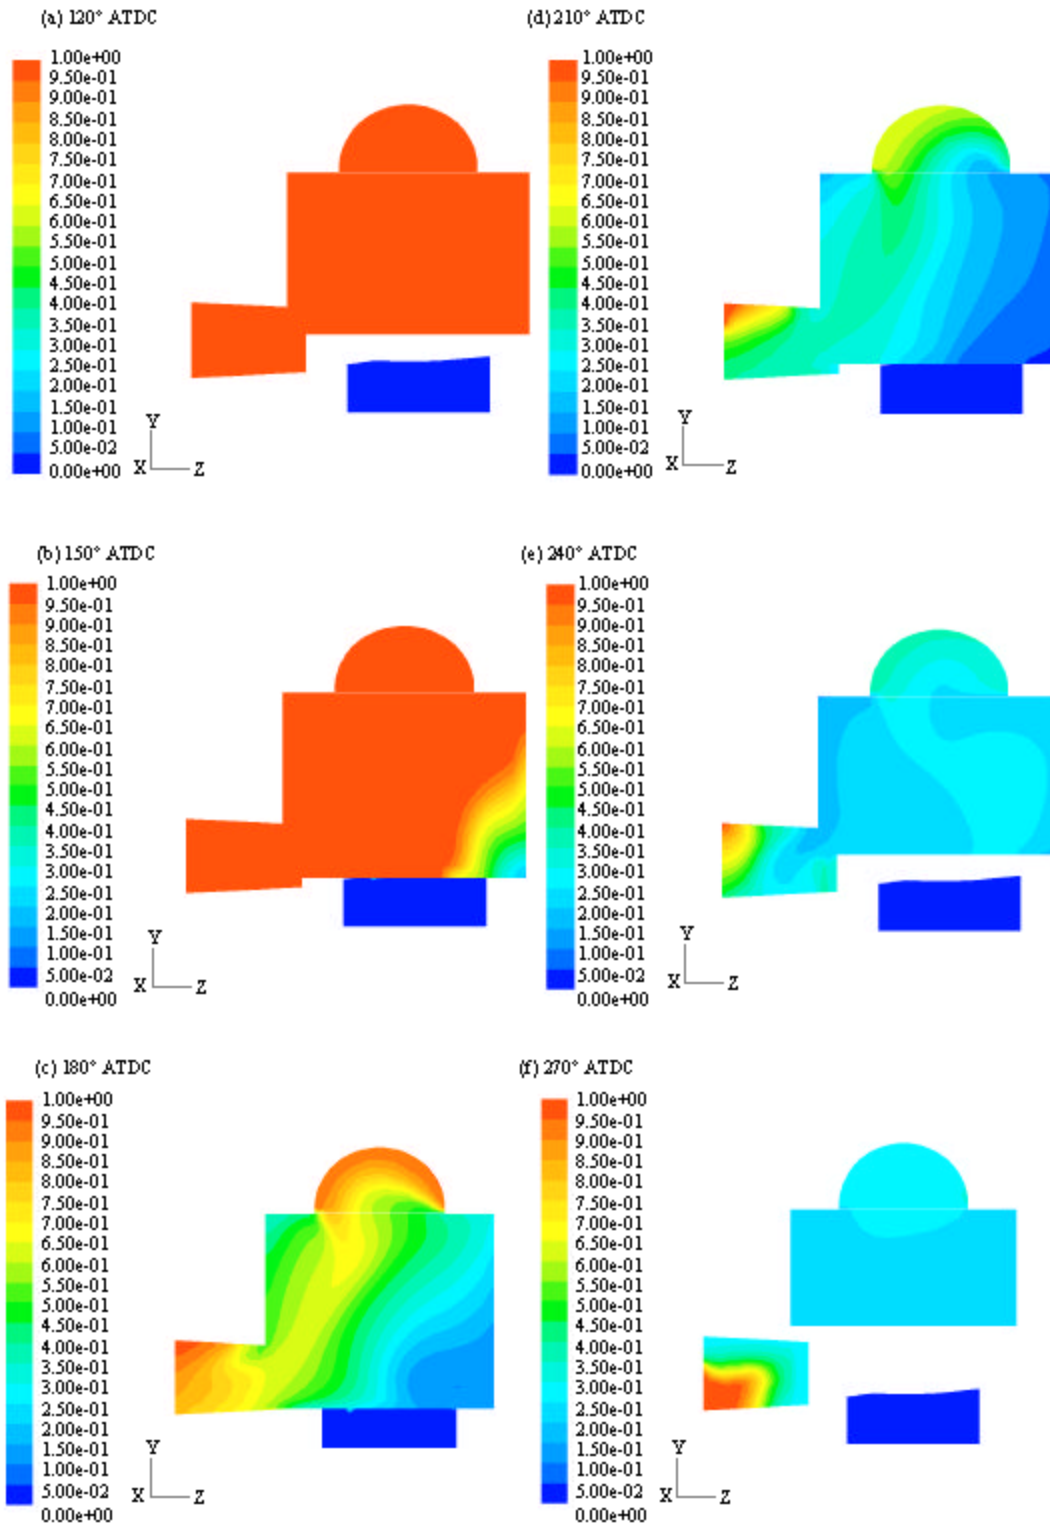 (a) 120° ATDC
1.00e+00
9.50e-01
9.00e-01
8.50e-01
8.00e-01
7.50e-01
7.00e-01
6.50e-01
6.00e-01
5.50e-01
5.00e-01
4.50e-01
4.00e-01
3.50e-01
3.00e-01
2.50e-01
2.00e-01
1.50e-01
1.00e-01
5.00e-02
0.00e+00
Y
X Z
(d) 210° ATDC
1.00e+00
9.50e-01
9.00e-01
8.50e-01
8.00e-01
7.50e-01
7.00e-01
6.50e-01
6.00e-01
5.50e-01
5.00e-01
4.50e-01
4.00e-01
3.50e-01
3.00e-01
2.50e-01
2.00e-01
1.50e-01
1.00e-01
5.00e-02
0.00e+00
Y
X Z
(b) 150° ATDC
1.00e+00
9.50e-01
9.00e-01
8.50e-01
8.00e-01
7.50e-01
7.00e-01
6.50e-01
6.00e-01
5.50e-01
5.00e-01
4.50e-01
4.00e-01
3.50e-01
3.00e-01
2.50e-01
2.00e-01
1.50e-01
1.00e-01
5.00e-02
0.00e+00
Y
X Z
(e) 240° ATDC
1.00e+00
9.50e-01
9.00e-01
8.50e-01
8.00e-01
7.50e-01
7.00e-01
6.50e-01
6.00e-01
5.50e-01
5.00e-01
4.50e-01
4.00e-01
3.50e-01
3.00e-01
2.50e-01
2.00e-01
1.50e-01
1.00e-01
5.00e-02
0.00e+00
Y
X Z
(c) 180° ATDC
1.00e+00
9.50e-01
9.00e-01
8.50e-01
8.00e-01
7.50e-01
7.00e-01
6.50e-01
6.00e-01
5.50e-01
5.00e-01
4.50e-01
4.00e-01
3.50e-01
3.00e-01
2.50e-01
2.00e-01
1.50e-01
1.00e-01
5.00e-02
0.00e+00
Y
X Z
(f) 270° ATDC
1.00e+00
9.50e-01
9.00e-01
8.50e-01
8.00e-01
7.50e-01
7.00e-01
6.50e-01
6.00e-01
5.50e-01
5.00e-01
4.50e-01
4.00e-01
3.50e-01
3.00e-01
2.50e-01
2.00e-01
1.50e-01
1.00e-01
5.00e-02
0.00e+00
Y
X Z